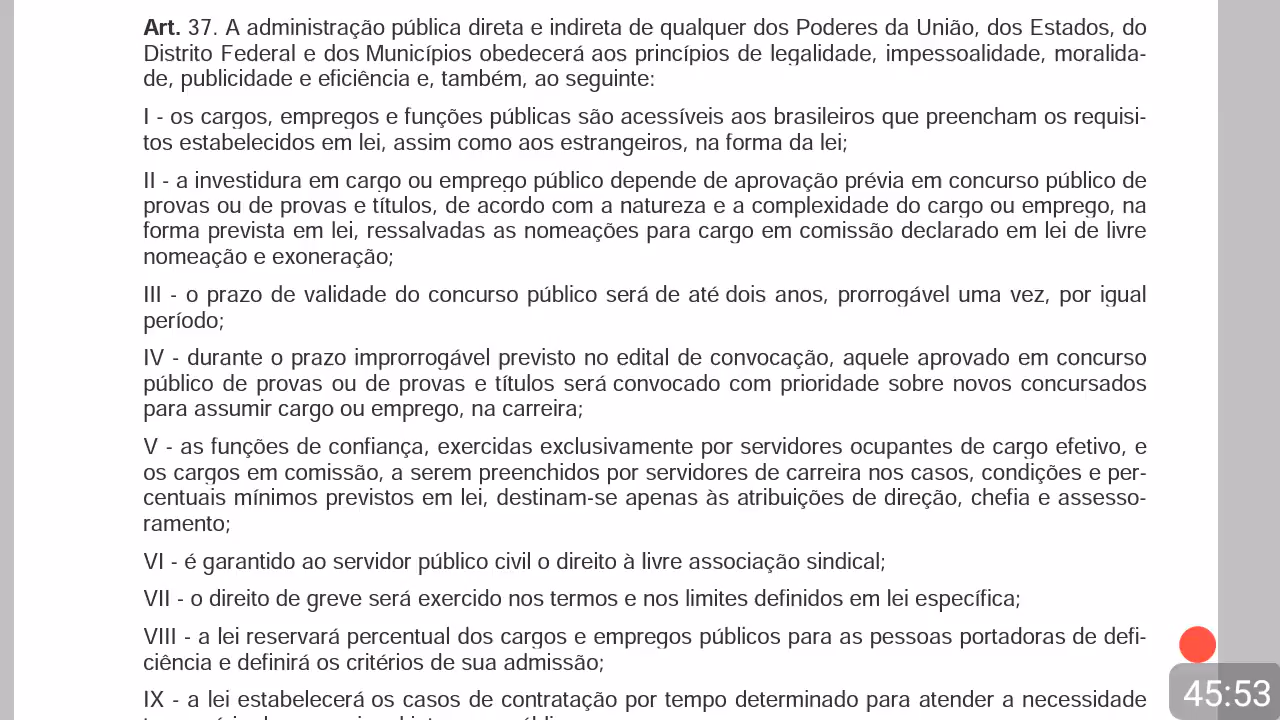 Art. 37. A administração pública direta e indireta de qualquer dos Poderes da União, dos Estados, do
Distrito Federal e dos Municípios obedecerá aos princípios de legalidade, impessoalidade, moralida-
de, publicidade e eficiência e, também, ao seguinte:
I - os cargos, empregos e funções públicas são acessíveis aos brasileiros que preencham os requisi-
tos estabelecidos em lei, assim como aos estrangeiros, na forma da lei;
II - a investidura em cargo ou emprego público depende de aprovação prévia em concurso público de
provas ou de provas e títulos, de acordo com a natureza e a complexidade do cargo ou emprego, na
forma prevista em lei, ressalvadas as nomeações para cargo em comissão declarado em lei de livre
nomeação e exoneração;
III - o prazo de validade do concurso público será de até dois anos, prorrogável uma vez, por igual
período;
IV - durante o prazo improrrogável previsto no edital de convocação, aquele aprovado em concurso
público de provas ou de provas e títulos será convocado com prioridade sobre novos concursados
para assumir cargo ou emprego, na carreira;
V - as funções de confiança, exercidas exclusivamente por servidores ocupantes de cargo efetivo, e
os cargos em comissão, a serem preenchidos por servidores de carreira nos casos, condições e per-
centuais mínimos previstos em lei, destinam-se apenas às atribuições de direção, chefia e assesso-
ramento;
VI - é garantido ao servidor público civil o direito à livre associação sindical;
VII - o direito de greve será exercido nos termos e nos limites definidos em lei específica;
VIII - a lei reservará percentual dos cargos e empregos públicos para as pessoas portadoras de defi-
ciência e definirá os critérios de sua admissão;
IX - a lei estabelecerá os casos de contratação por tempo determinado para atender a necessidade
45:53